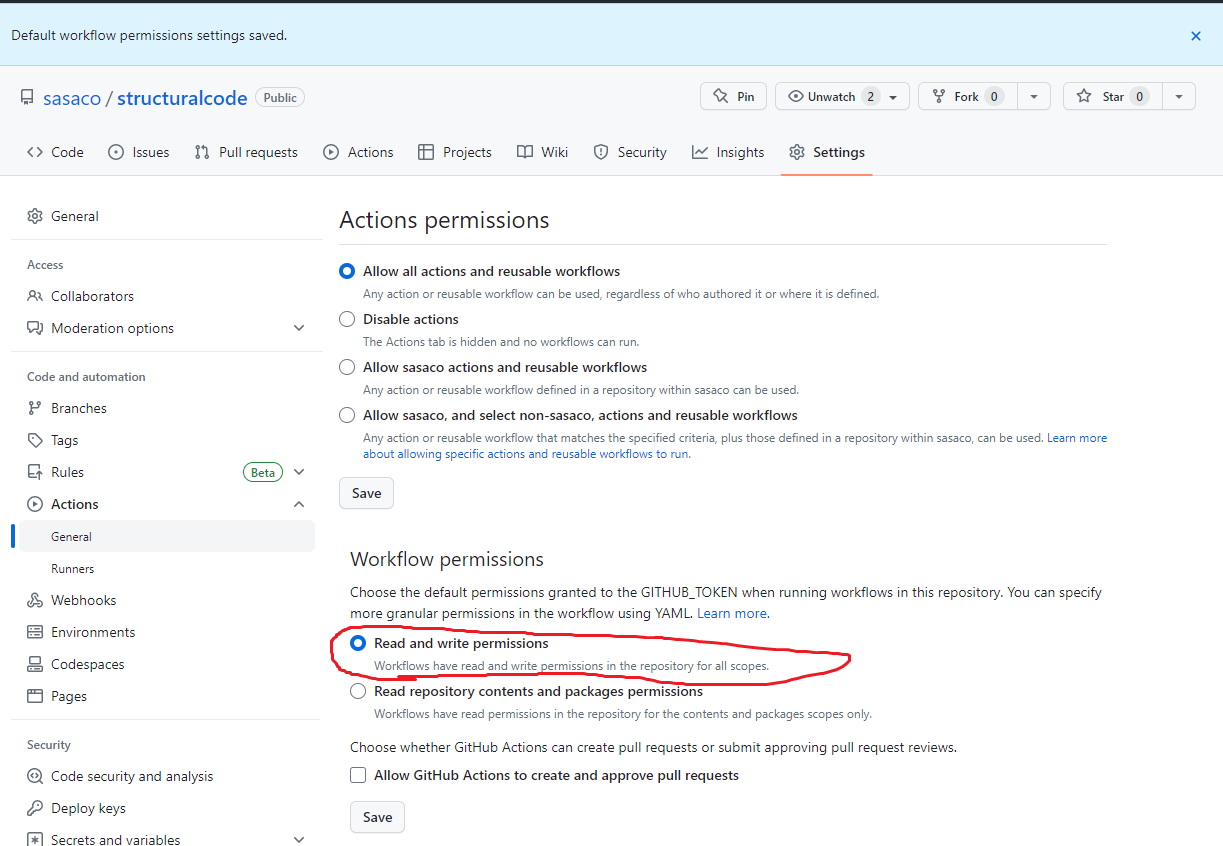 Default workflow permissions settings saved.
sasaco / structuralcode Public
Pin
Unwatch 2
Fork 0
Star 0
Code
Issues
Pull requests
Actions
Projects
Wiki
Security
Insights
Settings
General
Access
Collaborators
Moderation options
Code and automation
Branches
Tags
Rules Beta
Actions
General
Runners
Webhooks
Environments
Codespaces
Pages
Security
Code security and analysis
Deploy keys
Secrets and variables
Actions permissions
Allow all actions and reusable workflows
Any action or reusable workflow can be used, regardless of who authored it or where it is defined.
Disable actions
The Actions tab is hidden and no workflows can run.
Allow sasaco actions and reusable workflows
Any action or reusable workflow defined in a repository within sasaco can be used.
Allow sasaco, and select non-sasaco, actions and reusable workflows
Any action or reusable workflow that matches the specified criteria, plus those defined in a repository within sasaco, can be used. Learn more
about allowing specific actions and reusable workflows to run.
Save
Workflow permissions
Choose the default permissions granted to the GITHUB_TOKEN when running workflows in this repository. You can specify
more granular permissions in the workflow using YAML. Learn more.
Read and write permissions
Workflows have read and write permissions in the repository for all scopes.
Read repository contents and packages permissions
Workflows have read permissions in the repository for the contents and packages scopes only.
Choose whether GitHub Actions can create pull requests or submit approving pull request reviews.
Allow GitHub Actions to create and approve pull requests
Save